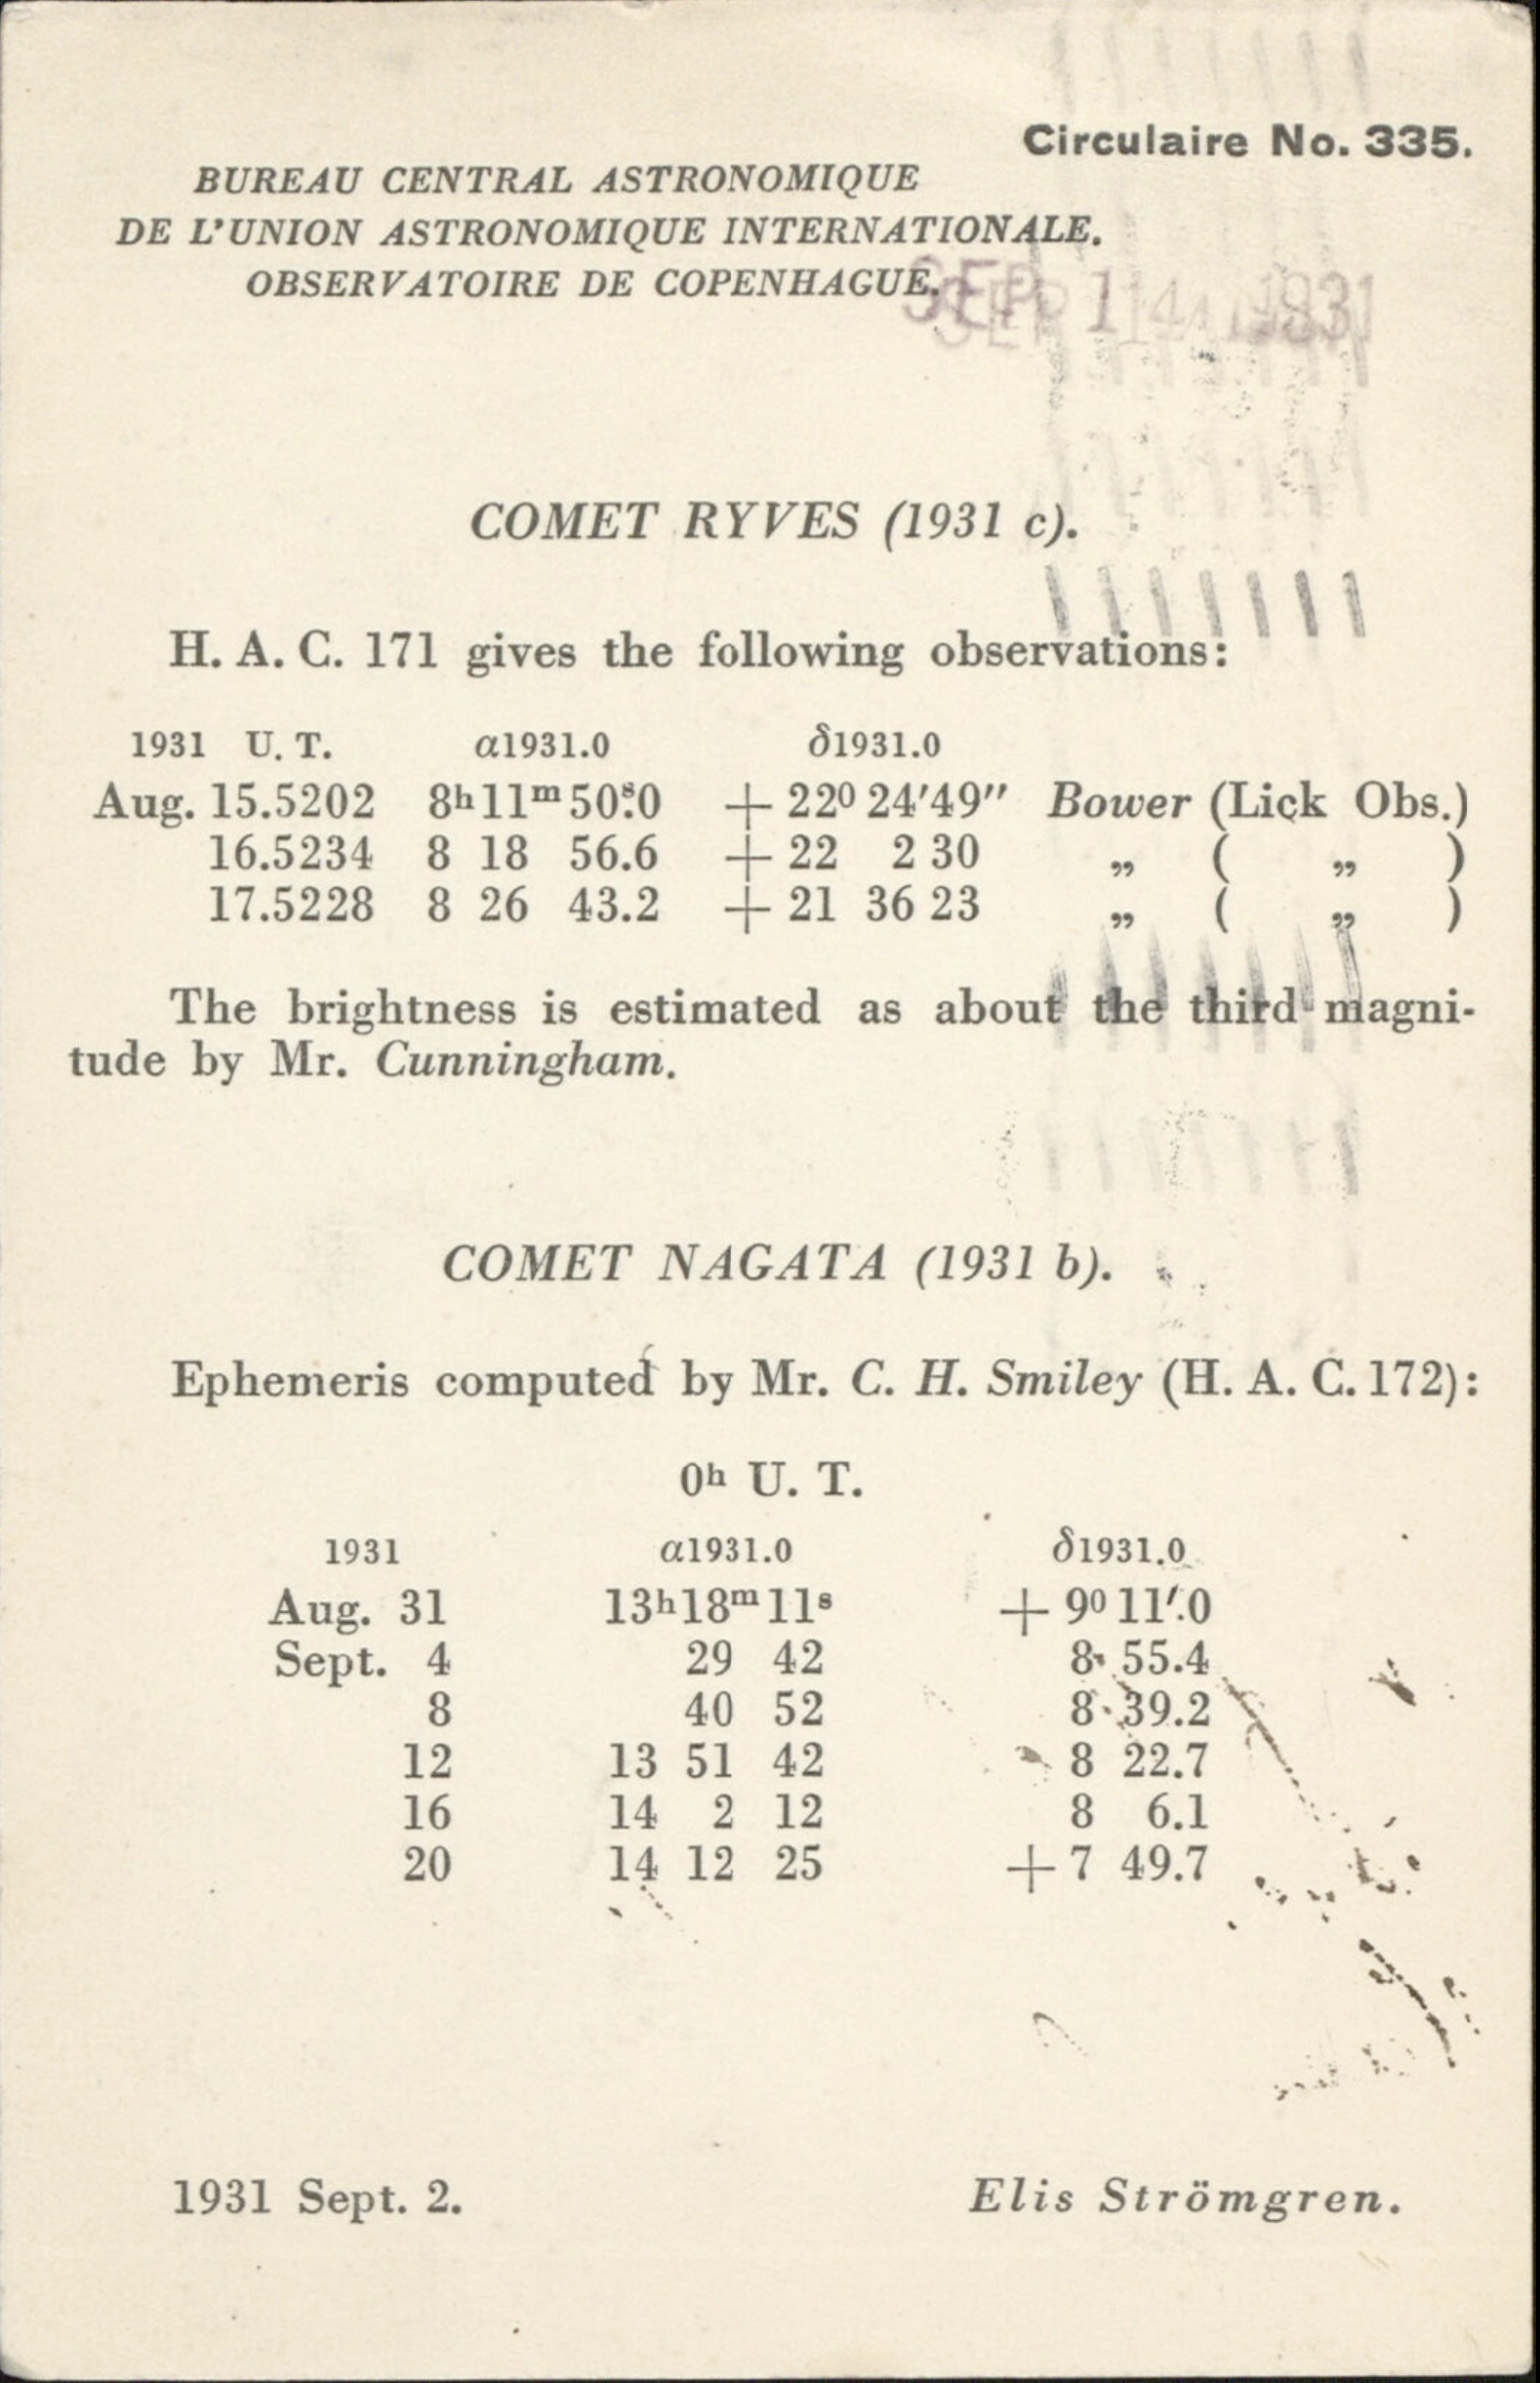 Circulaire No. 335.
BUREAU CENTRAL ASTRONOMIQUE
DE L'UNION ASTRONOMIQUE INTERNATIONALE.
OBSERVATOIRE DE COPENHAGUE.
SEP 14 1931
COMET RYVES (1931 c).
H. A. C. 171 gives the following observations:
1931 U. T. α1931.0 δ1931.0
Aug. 15.5202 8ʰ11ᵐ50ˢ.0 +22⁰24′49″ Bower (Lick Obs.)
16.5234 8 18 56.6 +22 2 30 „ ( „ )
17.5228 8 26 43.2 +21 36 23 „ ( „ )
The brightness is estimated as about the third magni-
tude by Mr. Cunningham.
COMET NAGATA (1931 b).
Ephemeris computed by Mr. C. H. Smiley (H. A. C. 172):
0ʰ U. T.
1931 α1931.0 δ1931.0
Aug. 31 13ʰ18ᵐ11ˢ +9⁰11′.0
Sept. 4 29 42 8 55.4
8 40 52 8 39.2
12 13 51 42 8 22.7
16 14 2 12 8 6.1
20 14 12 25 +7 49.7
1931 Sept. 2. Elis Strömgren.